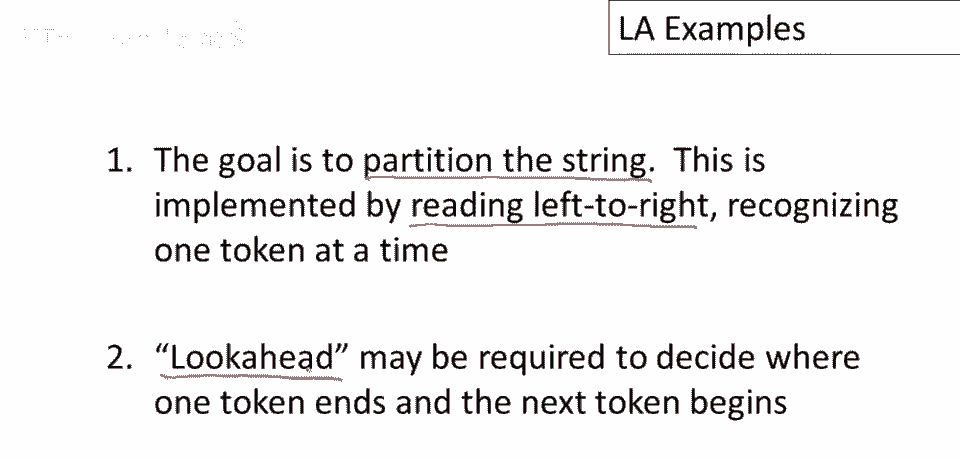 LA Examples
1. The goal is to partition the string. This is
implemented by reading left-to-right, recognizing
one token at a time
2. “Lookahead” may be required to decide where
one token ends and the next token begins